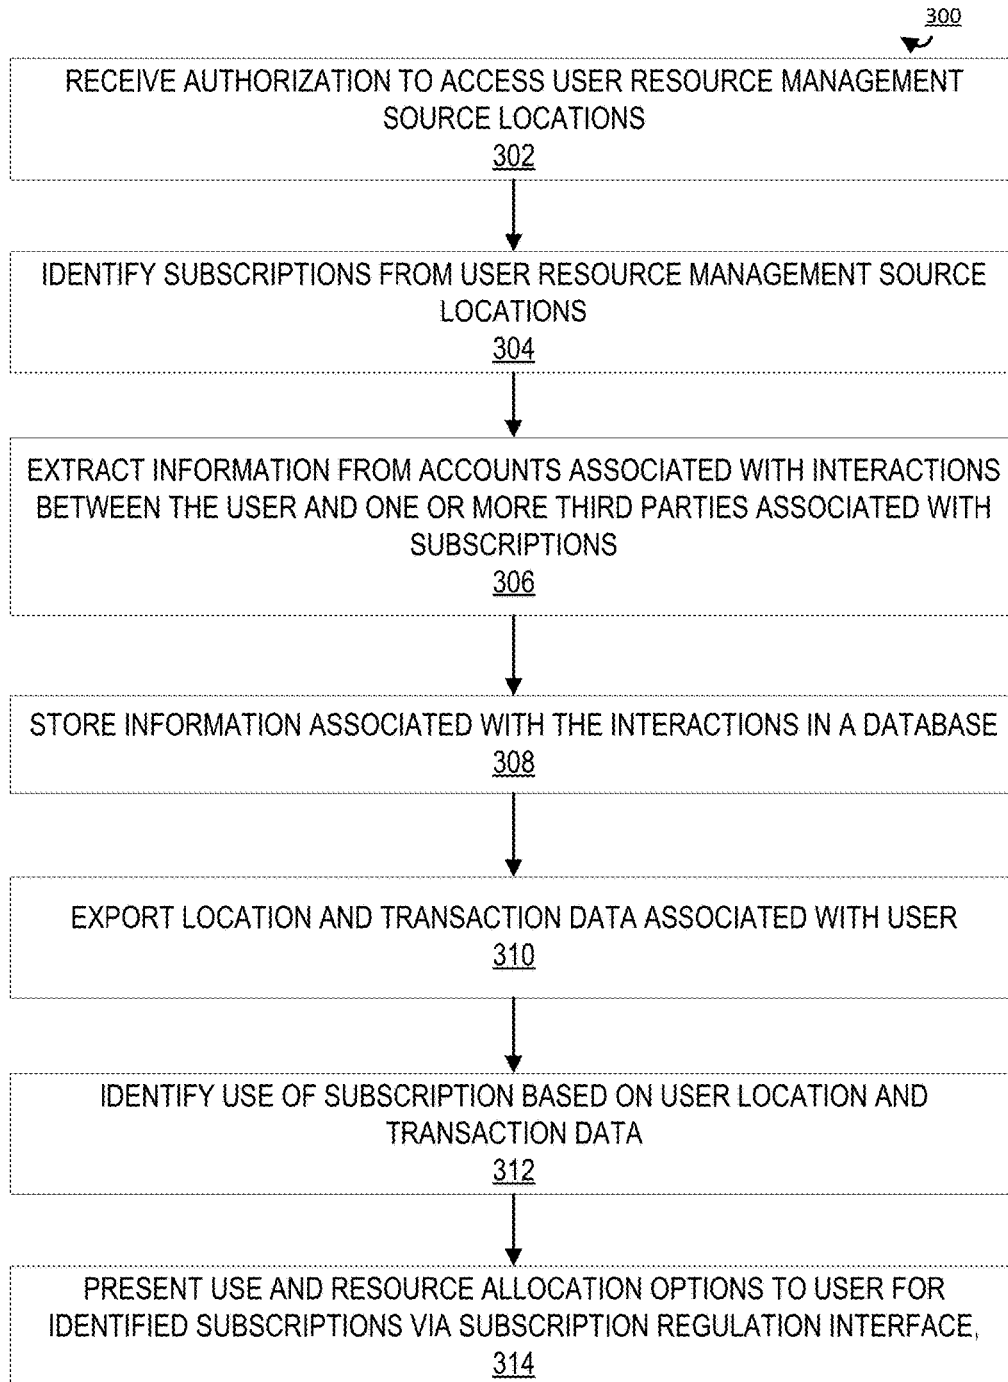 300
RECEIVE AUTHORIZATION TO ACCESS USER RESOURCE MANAGEMENT
SOURCE LOCATIONS
302
IDENTIFY SUBSCRIPTIONS FROM USER RESOURCE MANAGEMENT SOURCE
LOCATIONS
304
EXTRACT INFORMATION FROM ACCOUNTS ASSOCIATED WITH INTERACTIONS
BETWEEN THE USER AND ONE OR MORE THIRD PARTIES ASSOCIATED WITH
SUBSCRIPTIONS
306
STORE INFORMATION ASSOCIATED WITH THE INTERACTIONS IN A DATABASE
308
EXPORT LOCATION AND TRANSACTION DATA ASSOCIATED WITH USER
310
IDENTIFY USE OF SUBSCRIPTION BASED ON USER LOCATION AND
TRANSACTION DATA
312
PRESENT USE AND RESOURCE ALLOCATION OPTIONS TO USER FOR
IDENTIFIED SUBSCRIPTIONS VIA SUBSCRIPTION REGULATION INTERFACE,
314